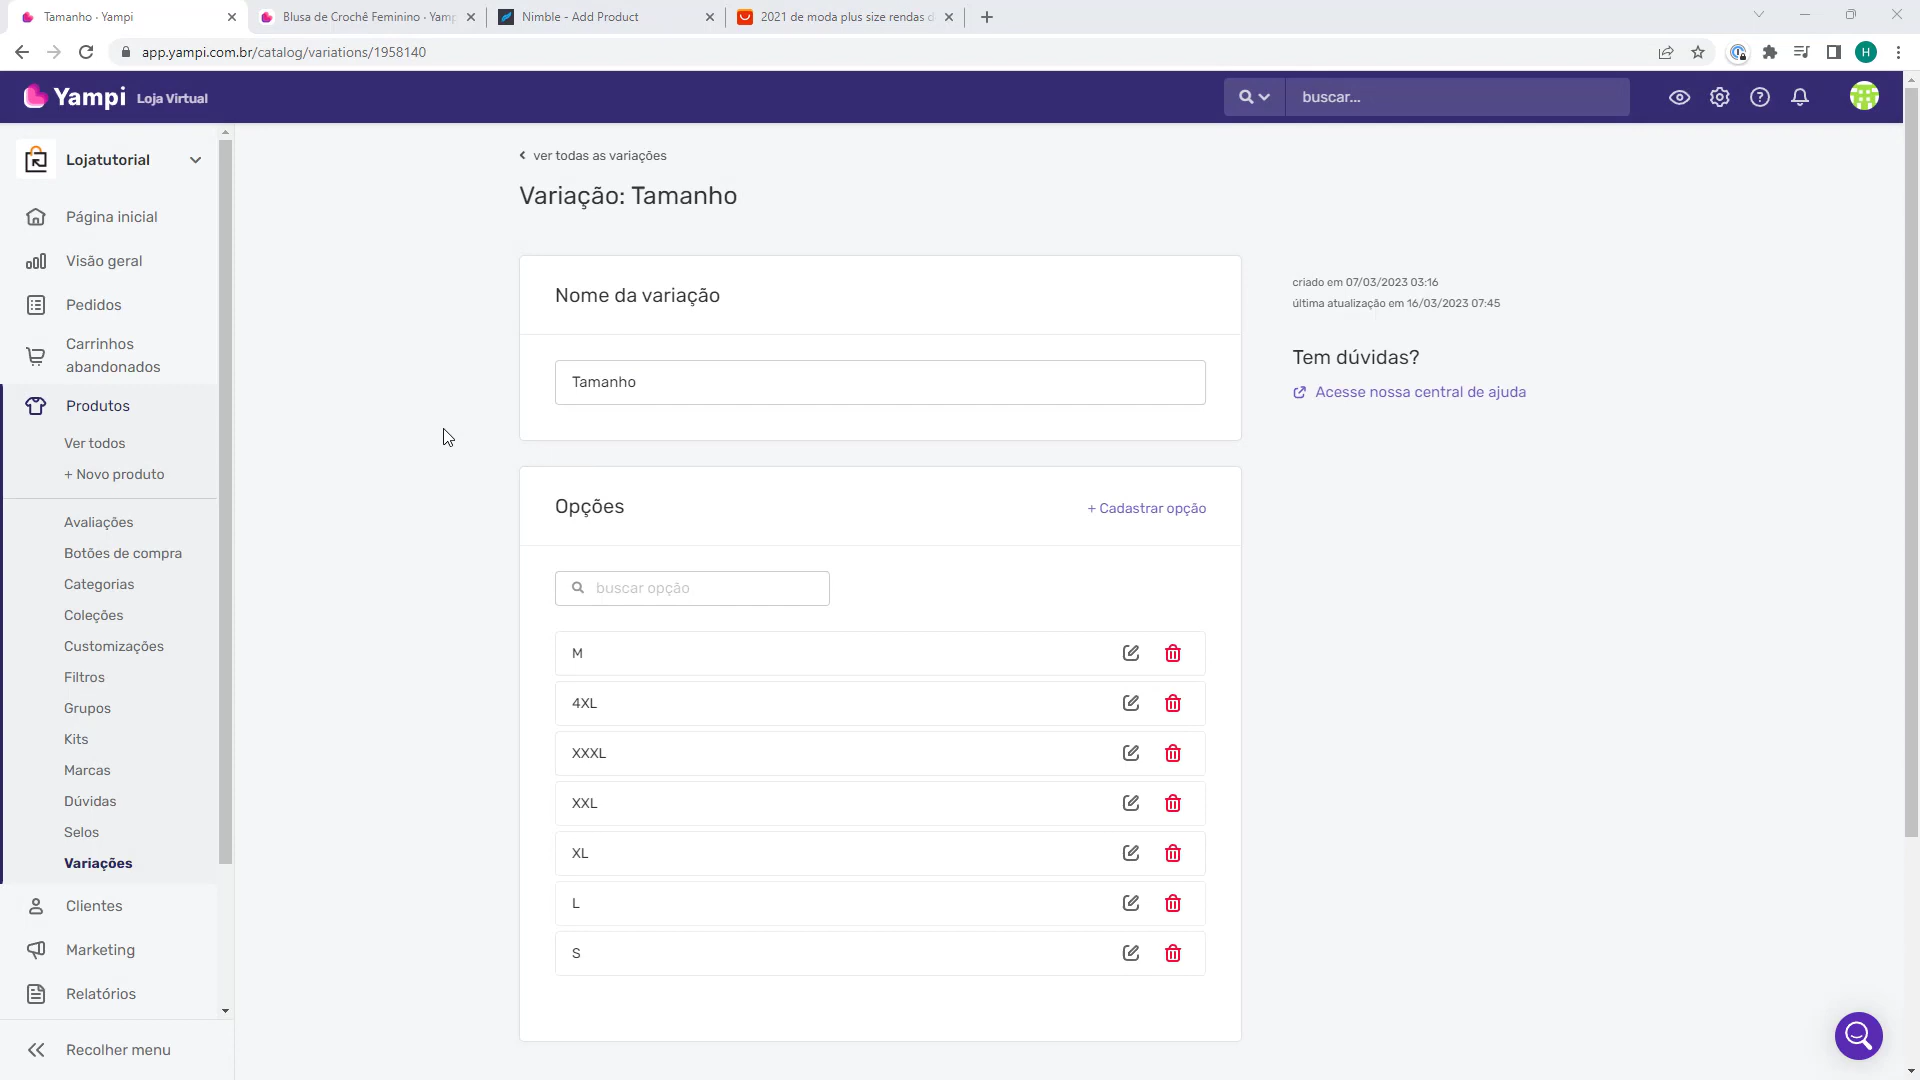 Tamanho · Yampi
Blusa de Crochê Feminino · Yamp
Nimble - Add Product
2021 de moda plus size rendas d
app.yampi.com.br/catalog/variations/1958140
H
Yampi
Loja Virtual
buscar...
Lojatutorial
Página inicial
Visão geral
Pedidos
Carrinhos
abandonados
Produtos
Ver todos
+ Novo produto
Avaliações
Botões de compra
Categorias
Coleções
Customizações
Filtros
Grupos
Kits
Marcas
Dúvidas
Selos
Variações
Clientes
Marketing
Relatórios
Recolher menu
ver todas as variações
Variação: Tamanho
Nome da variação
Tamanho
Opções
+ Cadastrar opção
buscar opção
M
4XL
XXXL
XXL
XL
L
S
criado em 07/03/2023 03:16
última atualização em 16/03/2023 07:45
Tem dúvidas?
Acesse nossa central de ajuda